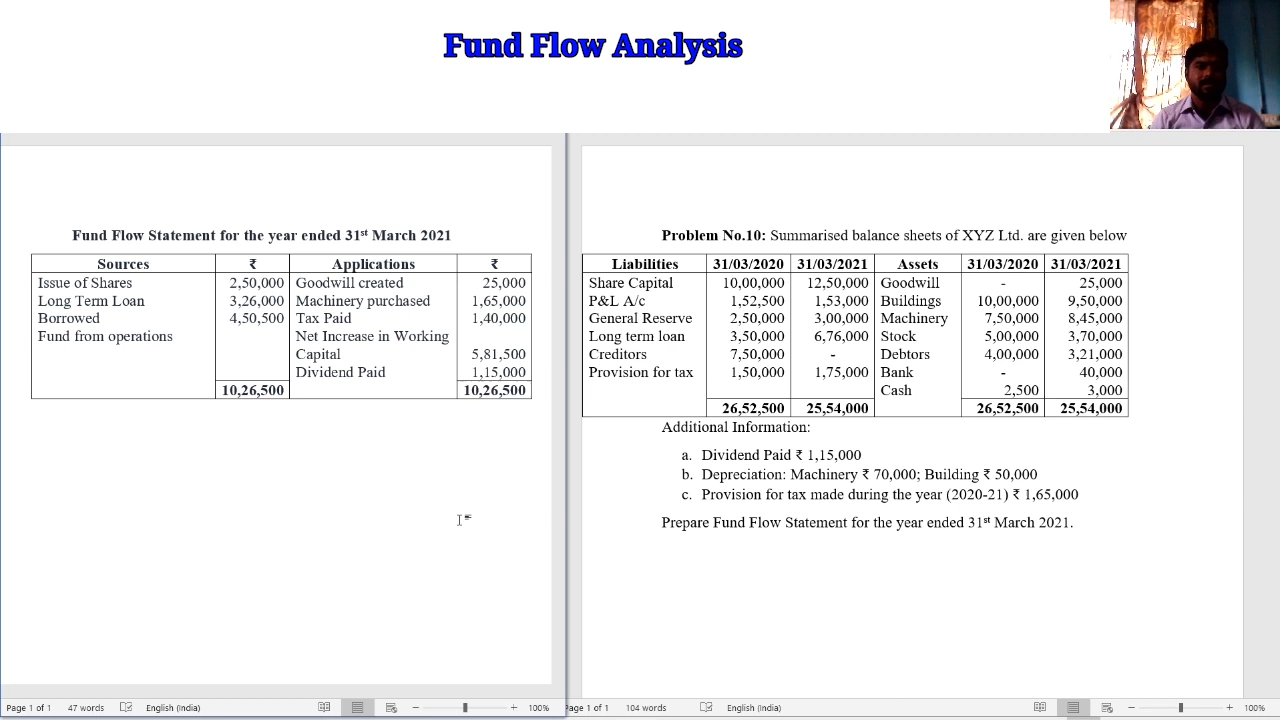 Fund Flow Analysis
Fund Flow Statement for the year ended 31st March 2021
Sources ₹ Applications ₹
Issue of Shares 2,50,000 Goodwill created 25,000
Long Term Loan 3,26,000 Machinery purchased 1,65,000
Borrowed 4,50,500 Tax Paid 1,40,000
Fund from operations Net Increase in Working
Capital 5,81,500
Dividend Paid 1,15,000
10,26,500 10,26,500
Problem No.10: Summarised balance sheets of XYZ Ltd. are given below
Liabilities 31/03/2020 31/03/2021 Assets 31/03/2020 31/03/2021
Share Capital 10,00,000 12,50,000 Goodwill - 25,000
P&L A/c 1,52,500 1,53,000 Buildings 10,00,000 9,50,000
General Reserve 2,50,000 3,00,000 Machinery 7,50,000 8,45,000
Long term loan 3,50,000 6,76,000 Stock 5,00,000 3,70,000
Creditors 7,50,000 - Debtors 4,00,000 3,21,000
Provision for tax 1,50,000 1,75,000 Bank - 40,000
Cash 2,500 3,000
26,52,500 25,54,000 26,52,500 25,54,000
Additional Information:
a. Dividend Paid ₹ 1,15,000
b. Depreciation: Machinery ₹ 70,000; Building ₹ 50,000
c. Provision for tax made during the year (2020-21) ₹ 1,65,000
Prepare Fund Flow Statement for the year ended 31st March 2021.
Page 1 of 1 47 words English (India) 100%
age 1 of 1 104 words English (India) 100%